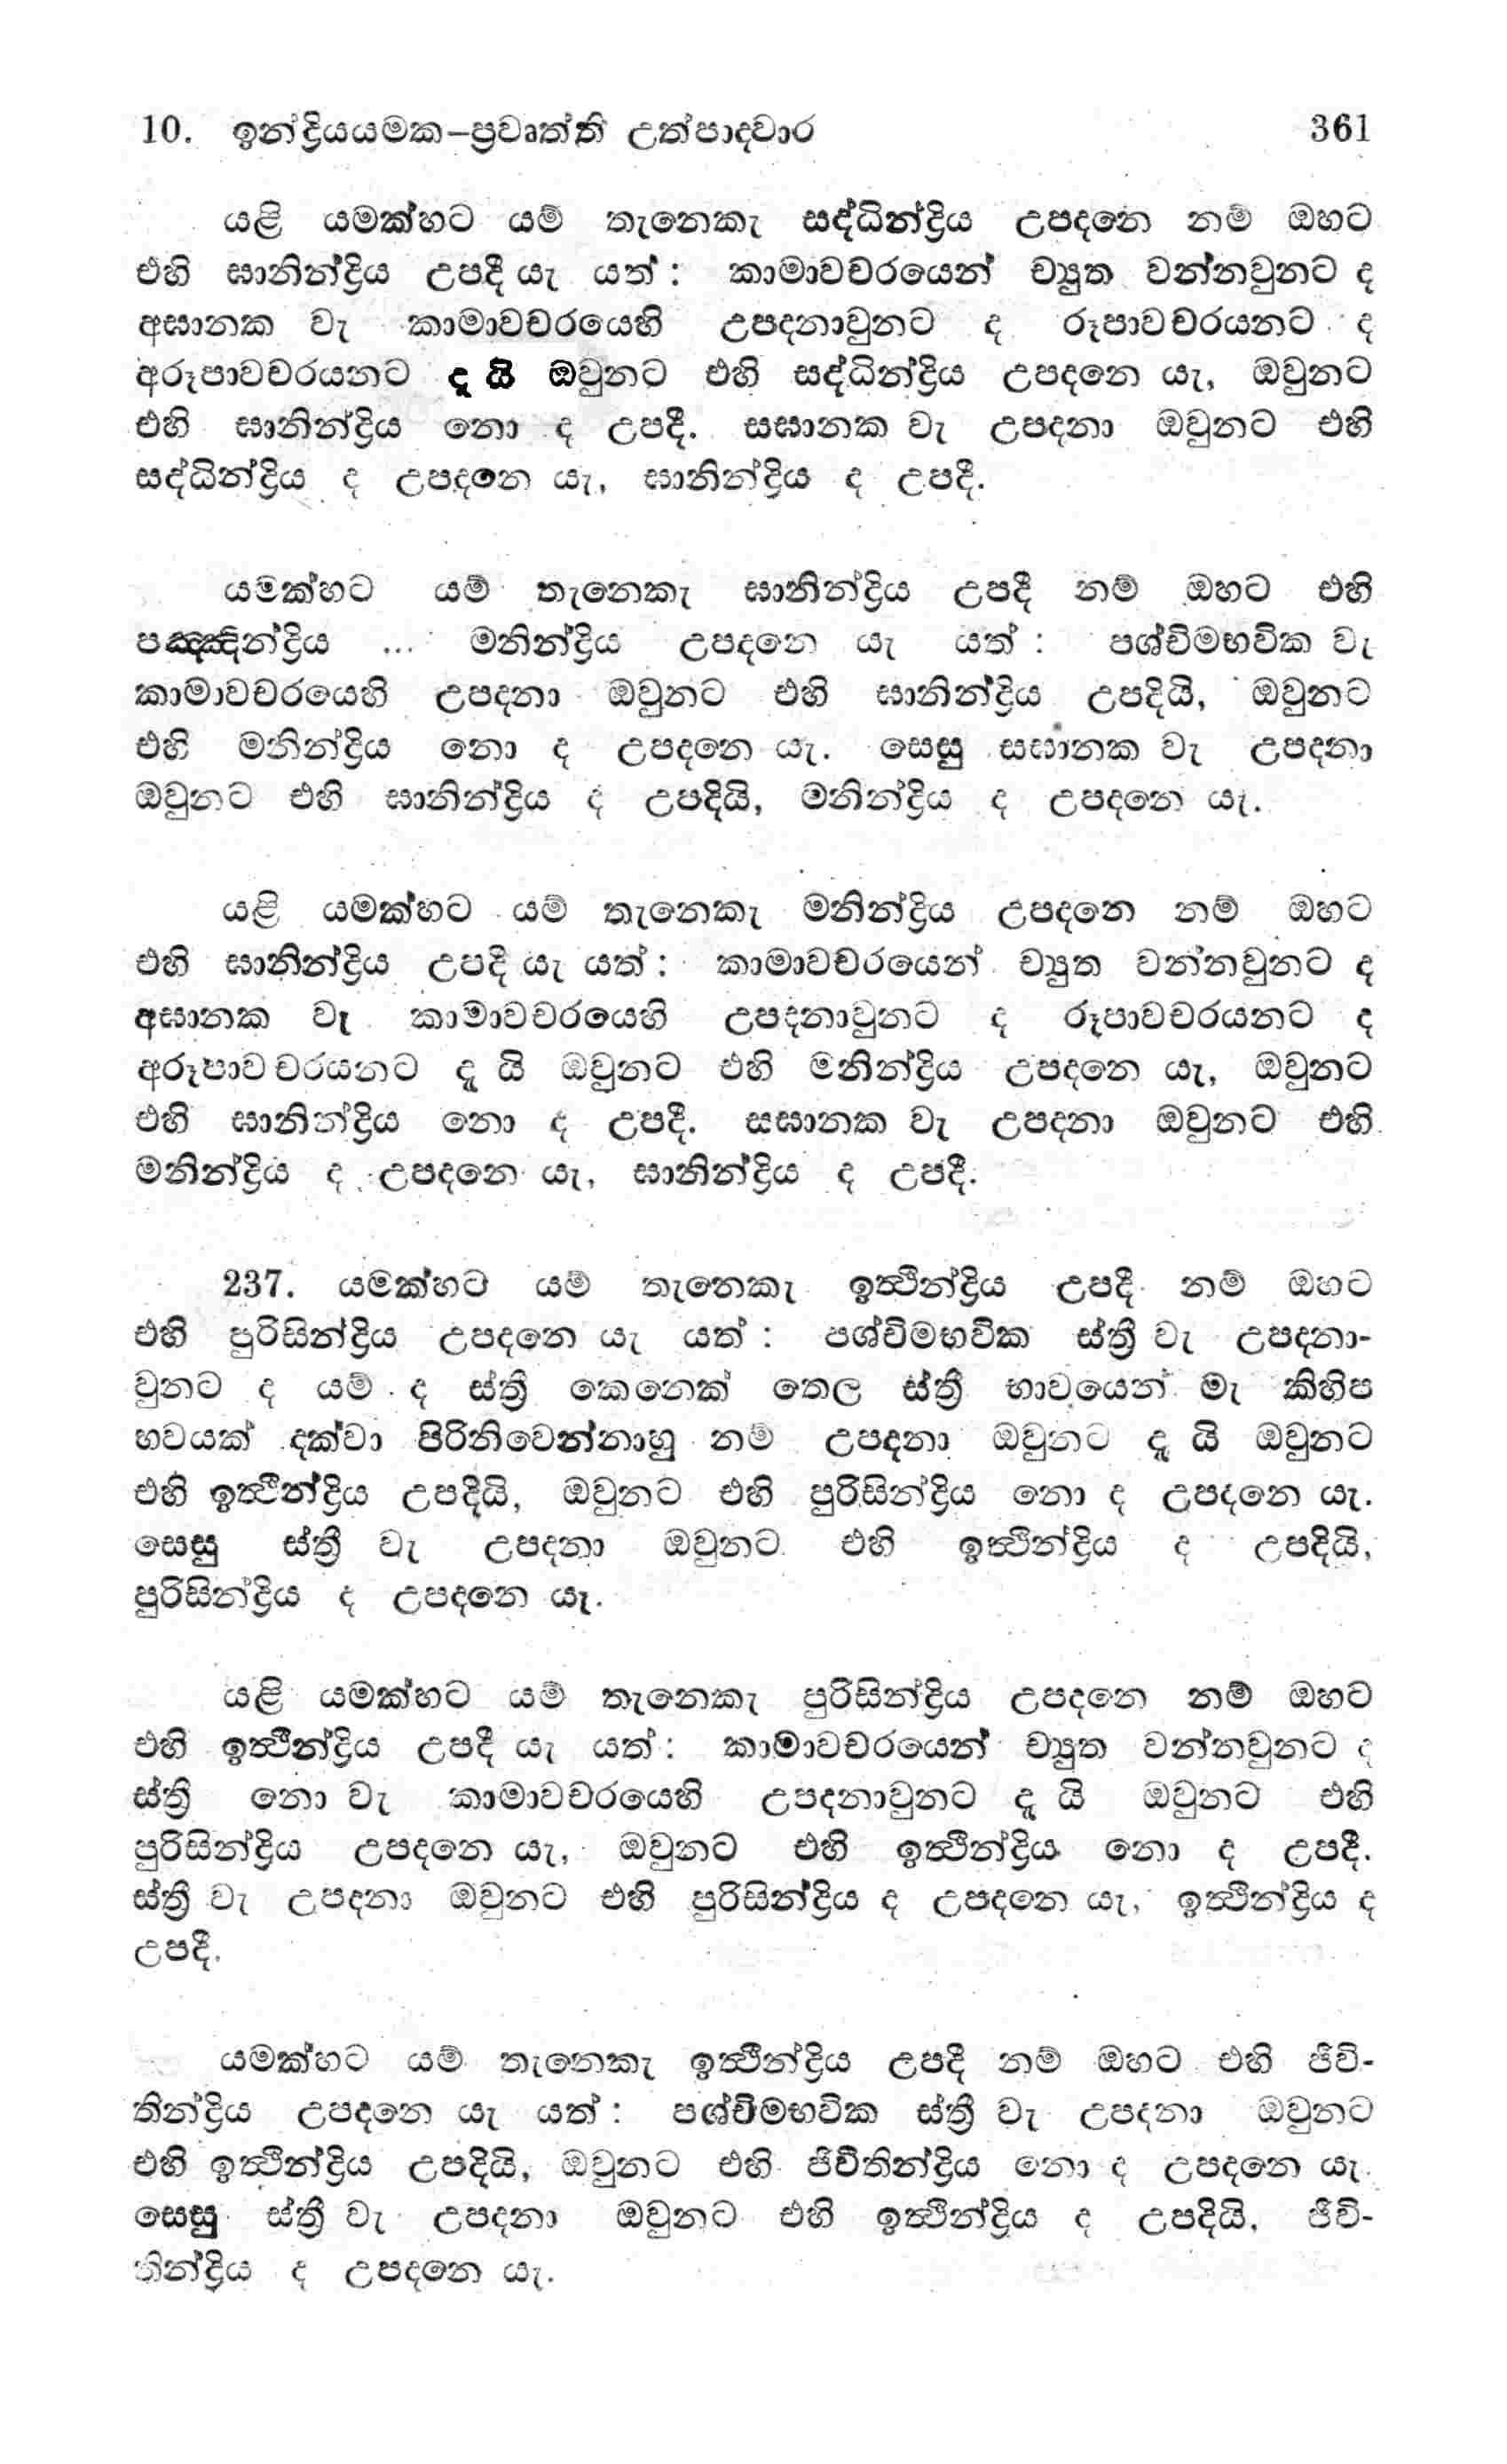 10. ඉන්ද්‍රියයමක–ප්‍රවෘත්ති උත්පාදවාර 361
යළි යමක්හට යම් තැනෙකැ සද්ධින්ද්‍රිය උපදනෙ නම් ඔහට
එහි ඝානින්ද්‍රිය උපදී යැ යත් : කාමාවචරයෙන් ච්‍යුත වන්නවුනට ද
අඝානක වැ කාමාවචරයෙහි උපදනාවුනට ද රූපාවචරයනට ද
අරූපාවචරයනට දූ යි ඔවුනට එහි සද්ධින්ද්‍රිය උපදනෙ යැ, ඔවුනට
එහි ඝානින්ද්‍රිය නො ද උපදී. සඝානක වැ උපදනා ඔවුනට එහි
සද්ධින්ද්‍රිය ද උපදනෙ යැ, ඝානින්ද්‍රිය ද උපදී.
යමක්හට යම් තැනෙකැ ඝානින්ද්‍රිය උපදී නම් ඔහට එහි
... මනින්ද්‍රිය උපදනෙ යැ යත් : පශ්චිමභවික වැ
කාමාවචරයෙහි උපදනා ඔවුනට එහි ඝානින්ද්‍රිය උපදියි, ඔවුනට
එහි මනින්ද්‍රිය නො ද උපදනෙ යැ. සෙසු සඝානක වැ උපදනා
ඔවුනට එහි ඝානින්ද්‍රිය ද උපදියි, මනින්ද්‍රිය ද උපදනෙ යැ.
යළි යමක්හට යම් තැනෙකැ මනින්ද්‍රිය උපදනෙ නම් ඔහට
එහි ඝානින්ද්‍රිය උපදී යැ යත් : කාමාවචරයෙන් ච්‍යුත වන්නවුනට ද
අඝානක වැ කාමාවචරයෙහි උපදනාවුනට ද රූපාවචරයනට ද
අරූපාවචරයනට දූ යි ඔවුනට එහි මනින්ද්‍රිය උපදනෙ යැ, ඔවුනට
එහි ඝානින්ද්‍රිය නො ද උපදී. සඝානක වැ උපදනා ඔවුනට එහි
මනින්ද්‍රිය ද උපදනෙ යැ, ඝානින්ද්‍රිය ද උපදී.
237. යමක්හට යම් තැනෙකැ ඉත්‍ථින්ද්‍රිය උපදී නම් ඔහට
එහි පුරිසින්ද්‍රිය උපදනෙ යැ යත් : පශ්චිමභවික ස්ත්‍රී වැ උපදනා-
වුනට ද යම් ද ස්ත්‍රී කෙනෙක් තෙල ස්ත්‍රී භාවයෙන් මැ කිහිප
භවයක් දක්වා පිරිනිවෙන්නාහු නම් උපදනා ඔවුනට දූ යි ඔවුනට
එහි ඉත්‍ථින්ද්‍රිය උපදියි, ඔවුනට එහි පුරිසින්ද්‍රිය නො ද උපදනෙ යැ.
සෙසු ස්ත්‍රී වැ උපදනා ඔවුනට එහි ඉත්‍ථින්ද්‍රිය ද උපදියි,
පුරිසින්ද්‍රිය ද උපදනෙ යැ.
යළි යමක්හට යම් තැනෙකැ පුරිසින්ද්‍රිය උපදනෙ නම් ඔහට
එහි ඉත්‍ථින්ද්‍රිය උපදී යැ යත් : කාමාවචරයෙන් ච්‍යුත වන්නවුනට ද
ස්ත්‍රී නො වැ කාමාවචරයෙහි උපදනාවුනට දූ යි ඔවුනට එහි
පුරිසින්ද්‍රිය උපදනෙ යැ, ඔවුනට එහි ඉත්‍ථින්ද්‍රිය නො ද උපදී.
ස්ත්‍රී වැ උපදනා ඔවුනට එහි පුරිසින්ද්‍රිය ද උපදනෙ යැ, ඉත්‍ථින්ද්‍රිය ද
උපදී.
යමක්හට යම් තැනෙකැ ඉත්‍ථින්ද්‍රිය උපදී නම් ඔහට එහි ජීවි-
තින්ද්‍රිය උපදනෙ යැ යත් : පශ්චිමභවික ස්ත්‍රී වැ උපදනා ඔවුනට
එහි ඉත්‍ථින්ද්‍රිය උපදියි, ඔවුනට එහි ජීවිතින්ද්‍රිය නො ද උපදනෙ යැ.
සෙසු ස්ත්‍රී වැ උපදනා ඔවුනට එහි ඉත්‍ථින්ද්‍රිය ද උපදියි, ජීවි-
තින්ද්‍රිය ද උපදනෙ යැ.